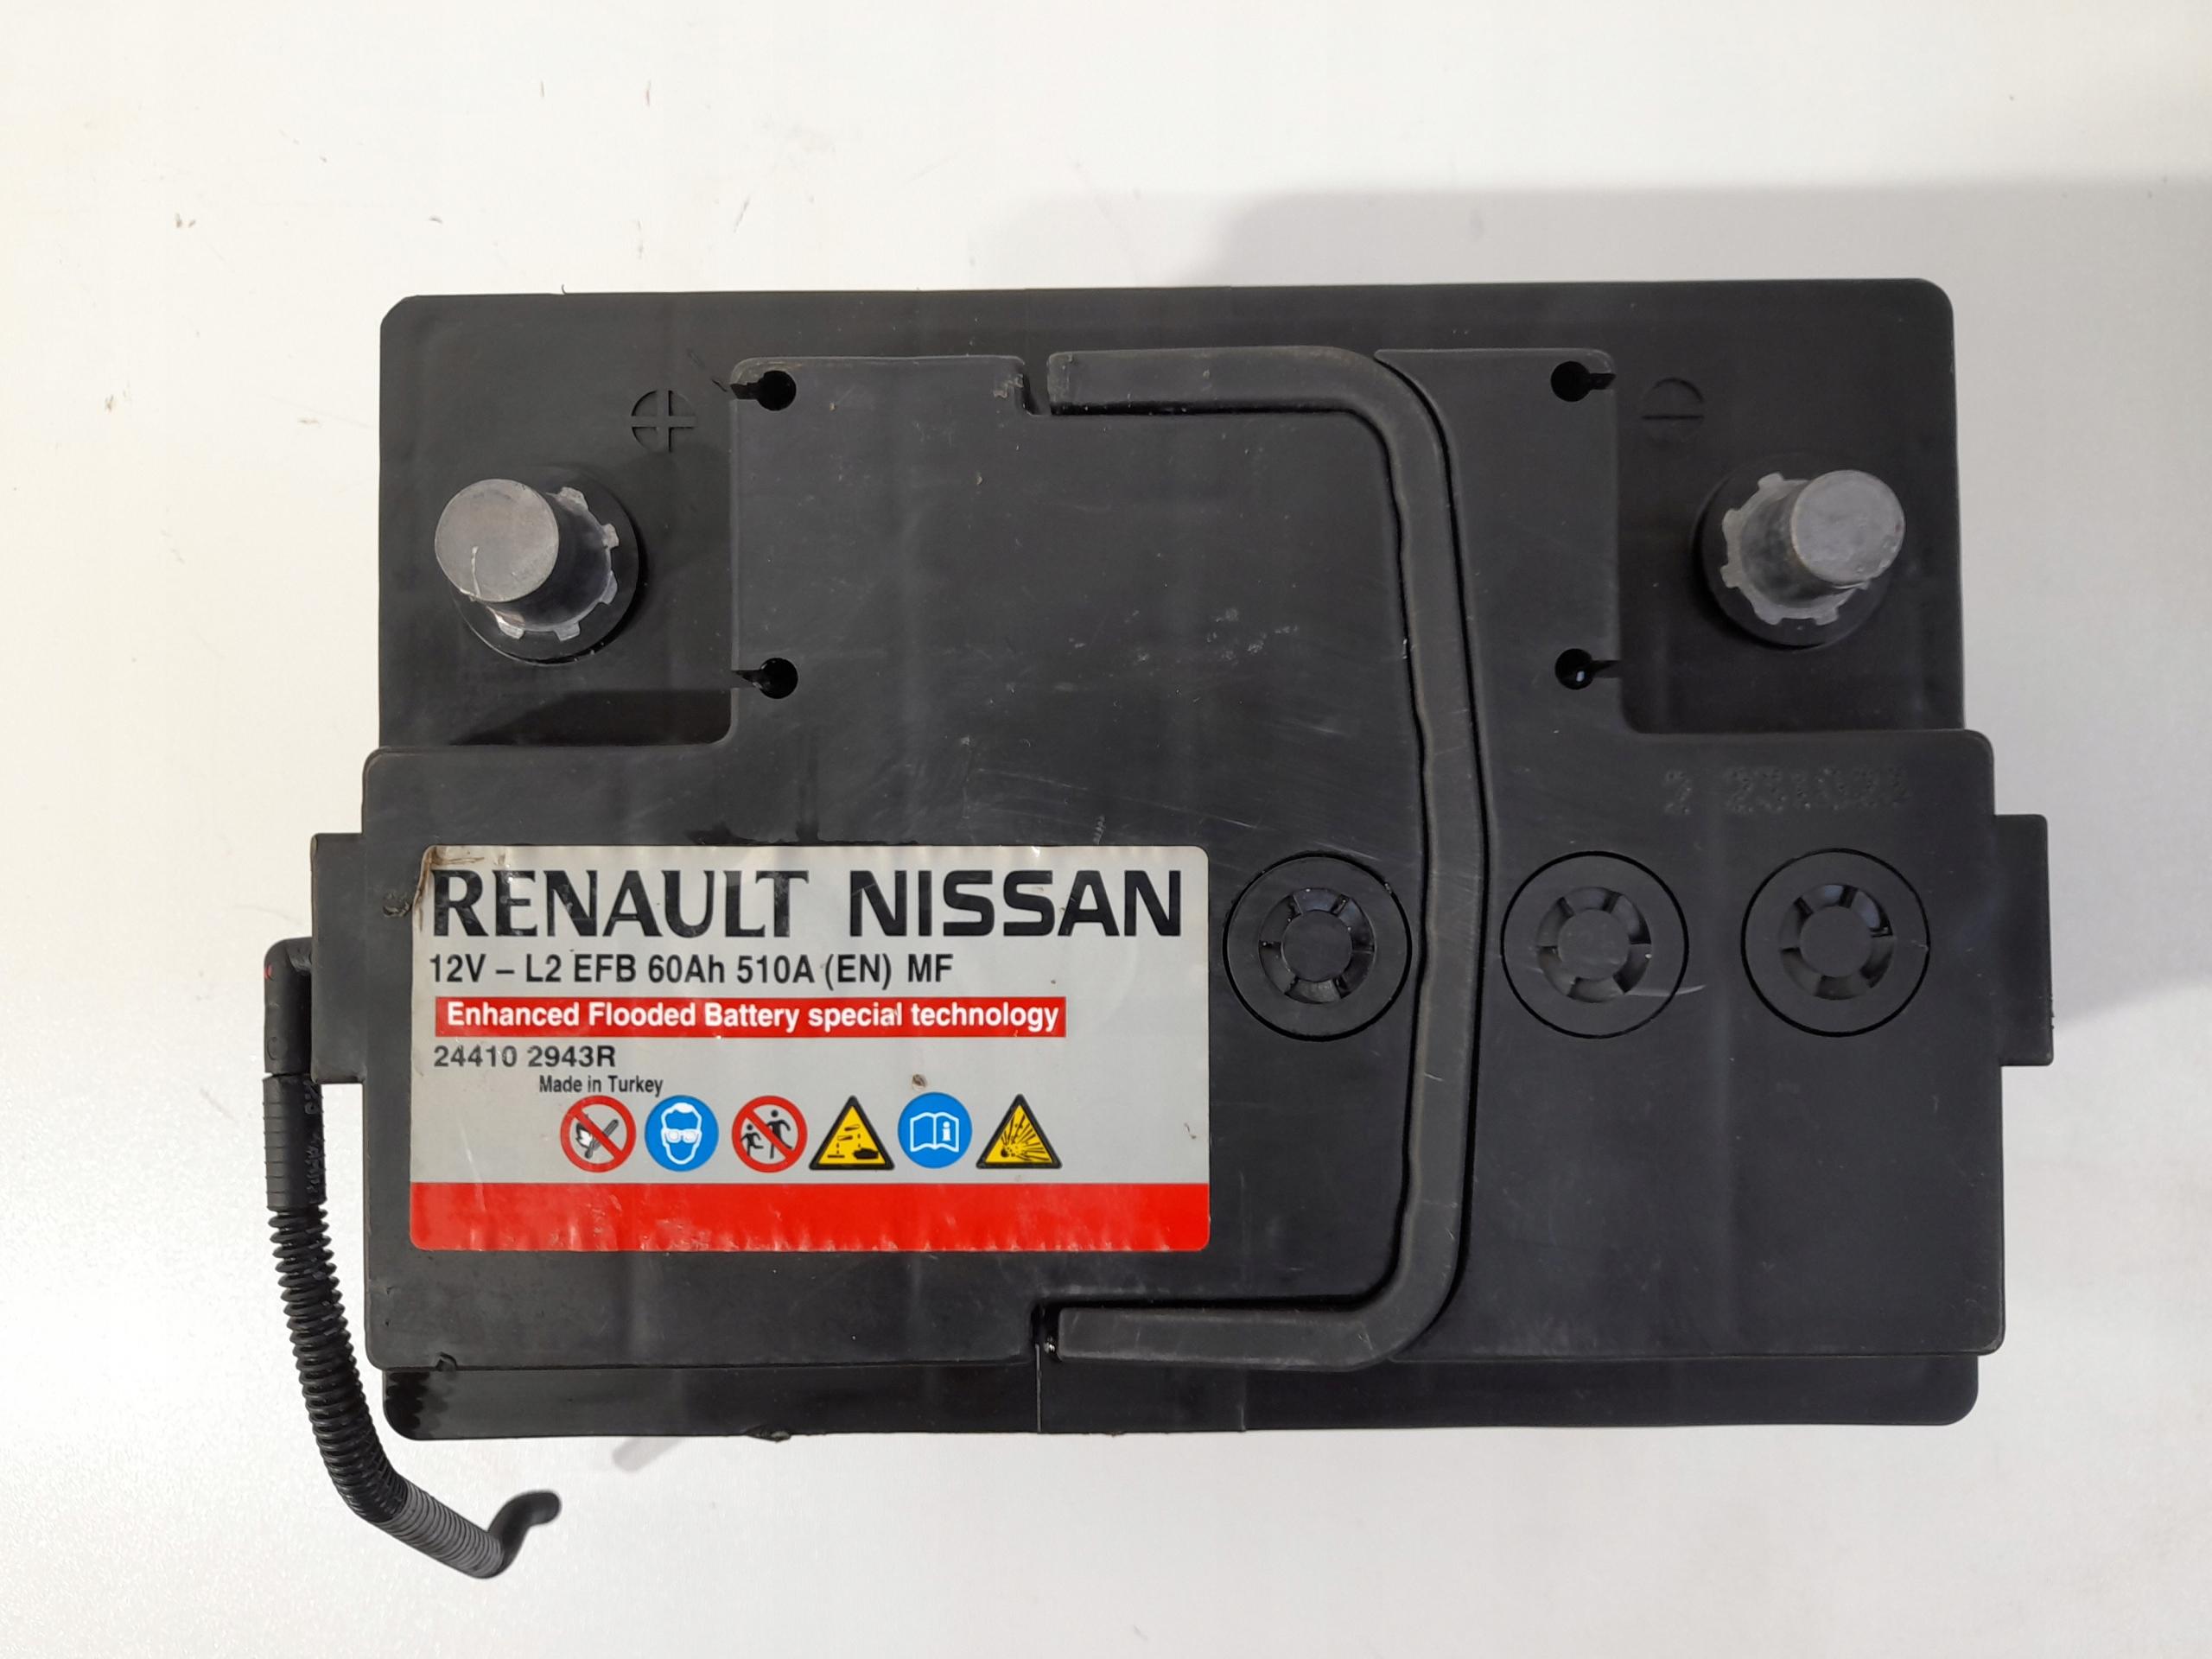 RENAULT NISSAN
12V – L2 EFB 60Ah 510A (EN) MF
Enhanced Flooded Battery special technology
24410 2943R
Made in Turkey